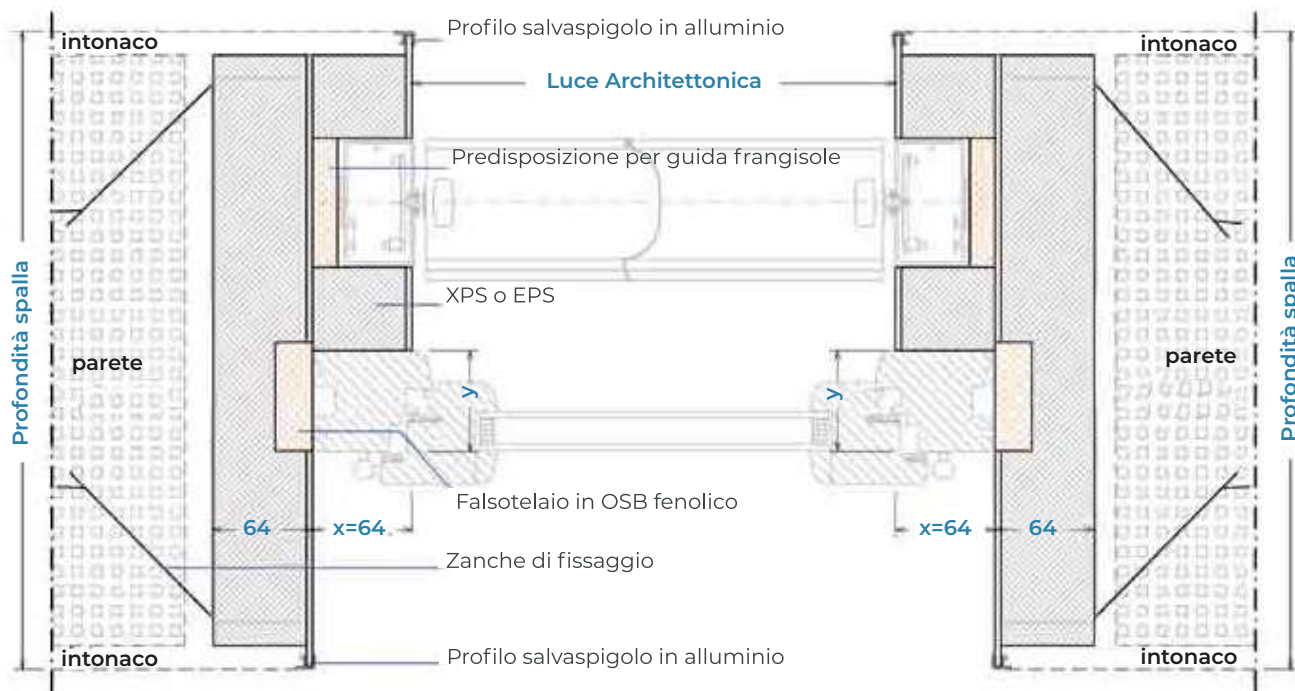 Profilo salvaspigolo in alluminio
intonaco
intonaco
Luce Architettonica
Predisposizione per guida frangisole
Profondità spalla
XPS o EPS
Profondità spalla
parete
parete
y
y
Falsotelaio in OSB fenolico
64
x=64
x=64
64
Zanche di fissaggio
intonaco
Profilo salvaspigolo in alluminio
intonaco